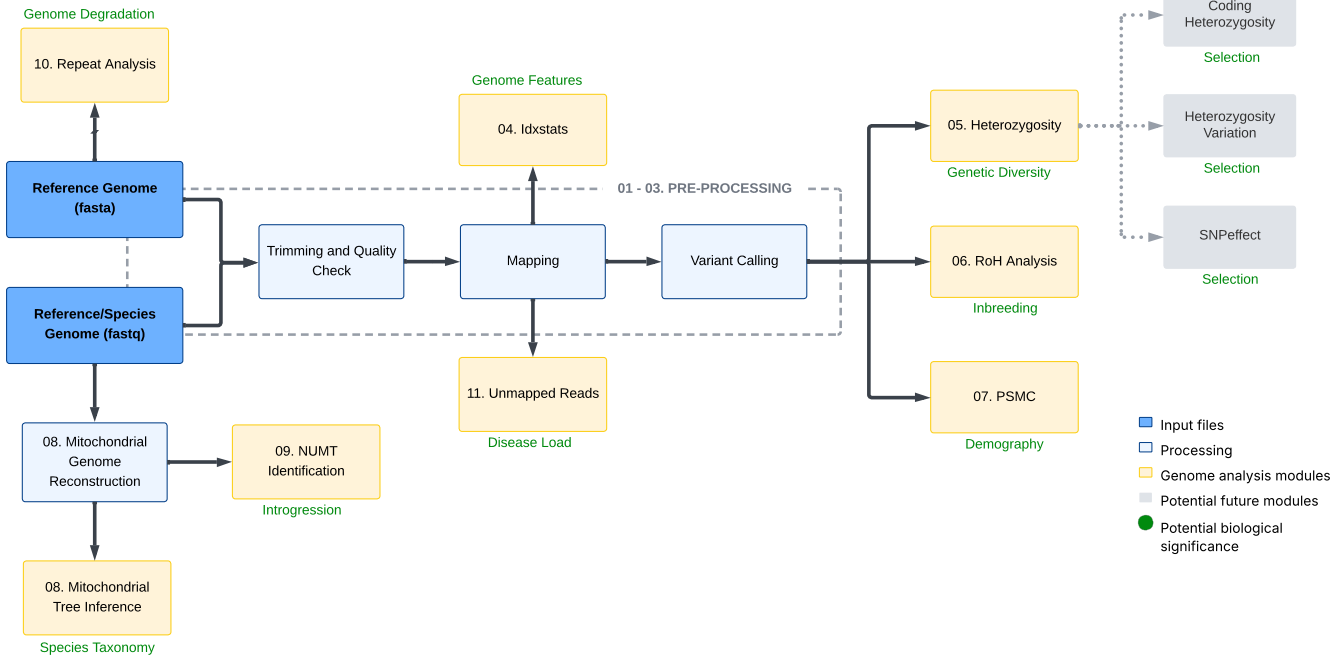 Genome Degradation
10. Repeat Analysis
Reference Genome
(fasta)
Reference/Species
Genome (fastq)
01 - 03. PRE-PROCESSING
Trimming and Quality
Check
Genome Features
04. Idxstats
Mapping
11. Unmapped Reads
Disease Load
Variant Calling
05. Heterozygosity
Genetic Diversity
06. RoH Analysis
Inbreeding
07. PSMC
Demography
Coding
Heterozygosity
Selection
Heterozygosity
Variation
Selection
SNPeffect
Selection
08. Mitochondrial
Genome
Reconstruction
09. NUMT
Identification
Introgression
08. Mitochondrial
Tree Inference
Species Taxonomy
Input files
Processing
Genome analysis modules
Potential future modules
Potential biological
significance